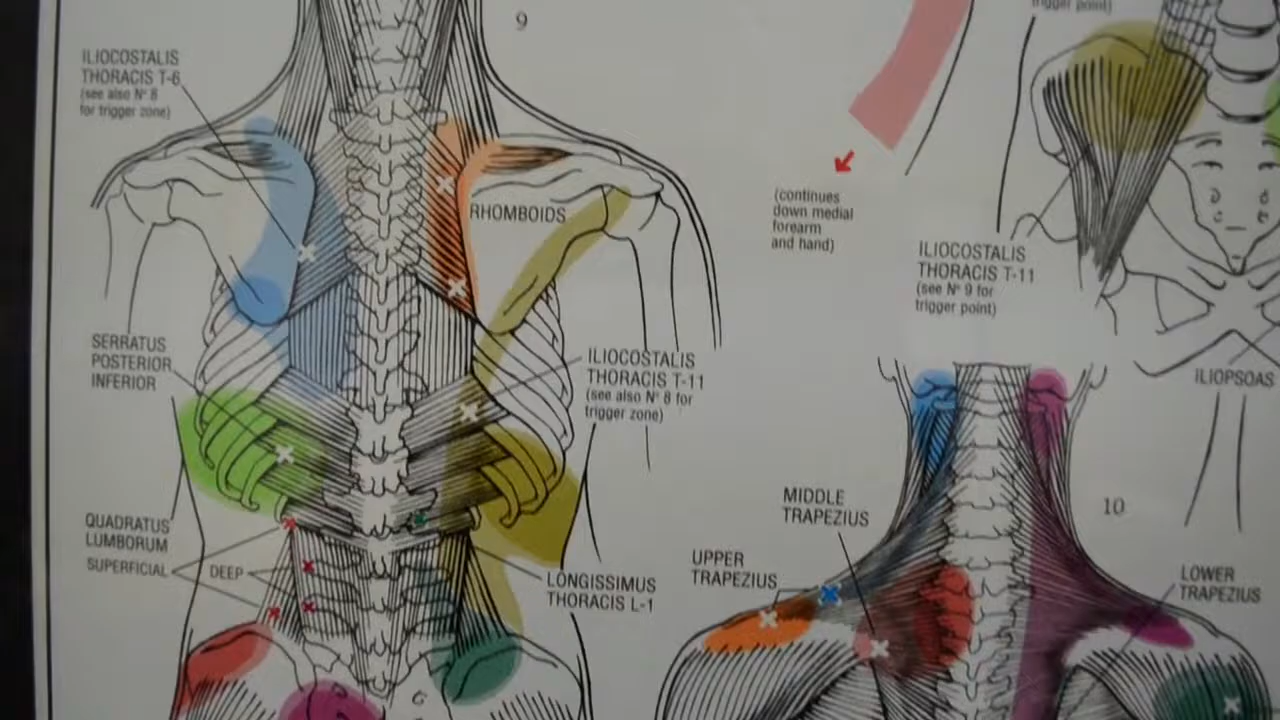 9
ILIOCOSTALIS
THORACIS T-6
(see also Nº 8
for trigger zone)
RHOMBOIDS
SERRATUS
POSTERIOR
INFERIOR
ILIOCOSTALIS
THORACIS T-11
(see also Nº 8 for
trigger zone)
QUADRATUS
LUMBORUM
SUPERFICIAL
DEEP
LONGISSIMUS
THORACIS L-1
trigger point)
(continues
down medial
forearm
and hand)
ILIOCOSTALIS
THORACIS T-11
(see Nº 9 for
trigger point)
ILIOPSOAS
10
MIDDLE
TRAPEZIUS
UPPER
TRAPEZIUS
LOWER
TRAPEZIUS